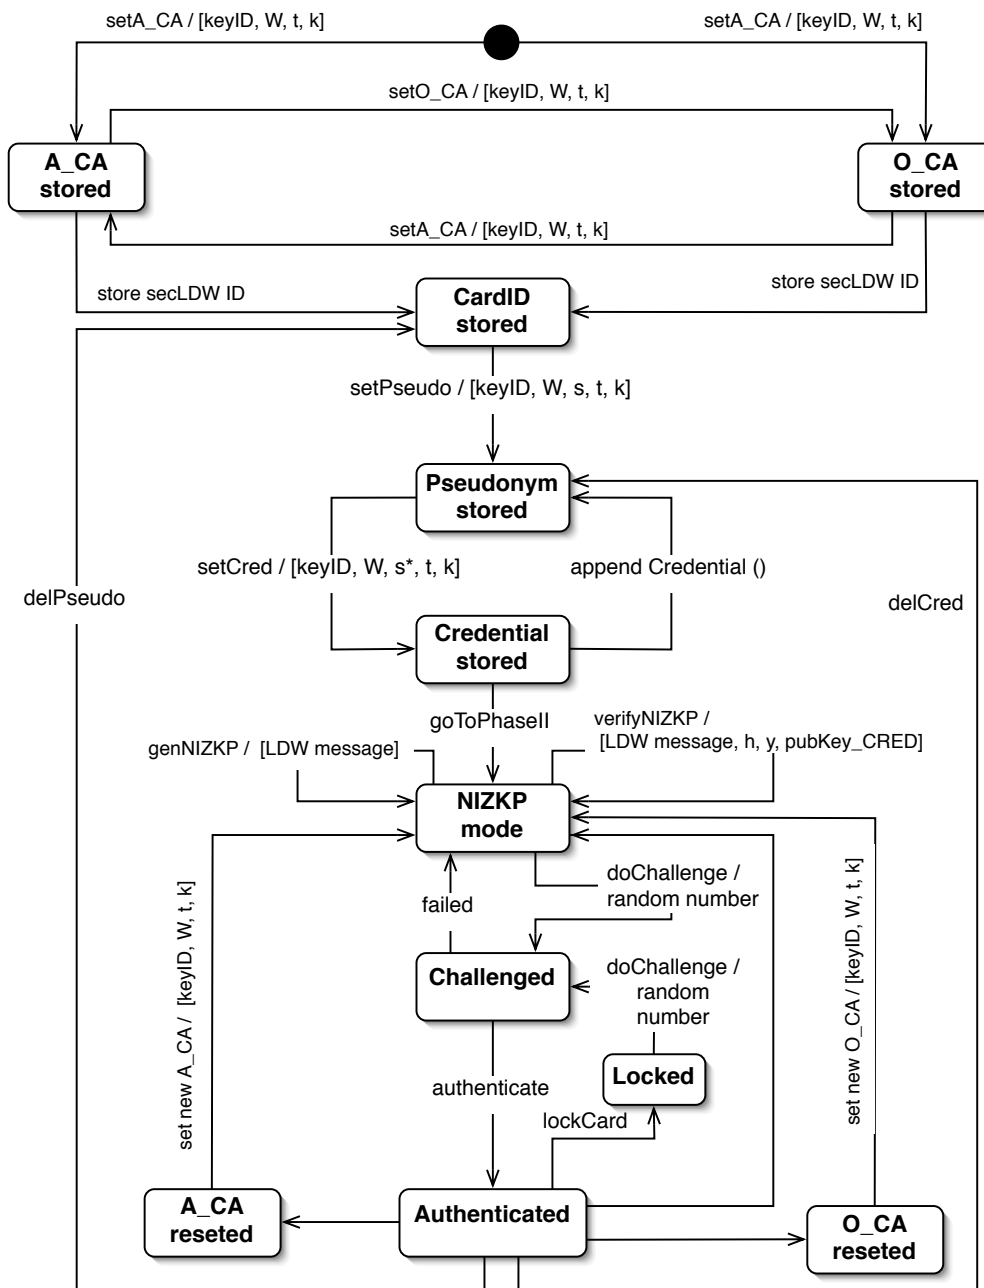 setA_CA / [keyID, W, t, k]
setA_CA / [keyID, W, t, k]
setO_CA / [keyID, W, t, k]
A_CA
stored
O_CA
stored
setA_CA / [keyID, W, t, k]
store secLDW ID
store secLDW ID
CardID
stored
setPseudo / [keyID, W, s, t, k]
Pseudonym
stored
setCred / [keyID, W, s*, t, k]
append Credential ()
delPseudo
delCred
Credential
stored
goToPhaseII
verifyNIZKP /
[LDW message, h, y, pubKey_CRED]
genNIZKP / [LDW message]
NIZKP
mode
doChallenge /
random number
failed
set new A_CA / [keyID, W, t, k]
set new O_CA / [keyID, W, t, k]
Challenged
doChallenge /
random
number
Locked
authenticate
lockCard
A_CA
reseted
Authenticated
O_CA
reseted